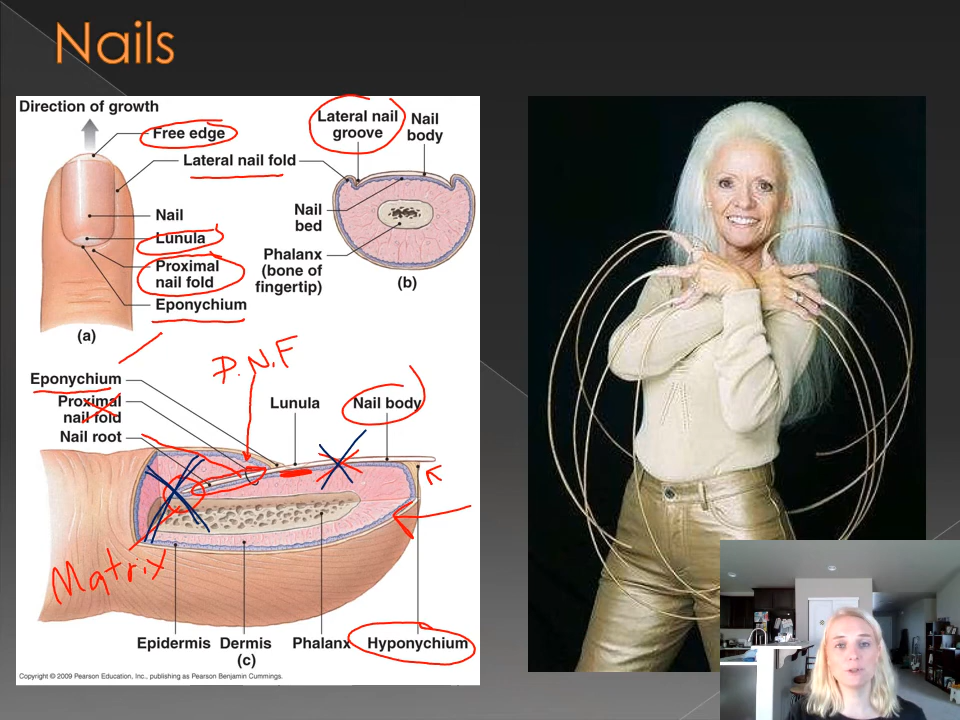 Nails
Direction of growth
Free edge
Lateral nail fold
Nail
Lunula
Proximal
nail fold
Eponychium
(a)
Lateral nail
groove
Nail
body
Nail
bed
Phalanx
(bone of
fingertip)
(b)
P.N.F
Eponychium
Proximal
nail fold
Nail root
Lunula
Nail body
Matrix
Epidermis
Dermis
Phalanx
Hyponychium
(c)
Copyright © 2009 Pearson Education, Inc., publishing as Pearson Benjamin Cummings.